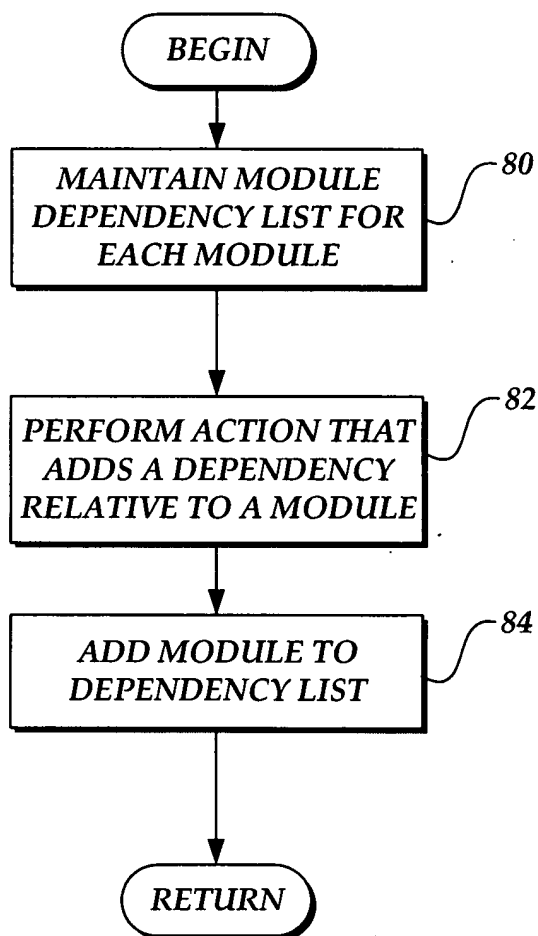 BEGIN
MAINTAIN MODULE
DEPENDENCY LIST FOR
EACH MODULE
80
PERFORM ACTION THAT
ADDS A DEPENDENCY
RELATIVE TO A MODULE
82
ADD MODULE TO
DEPENDENCY LIST
84
RETURN